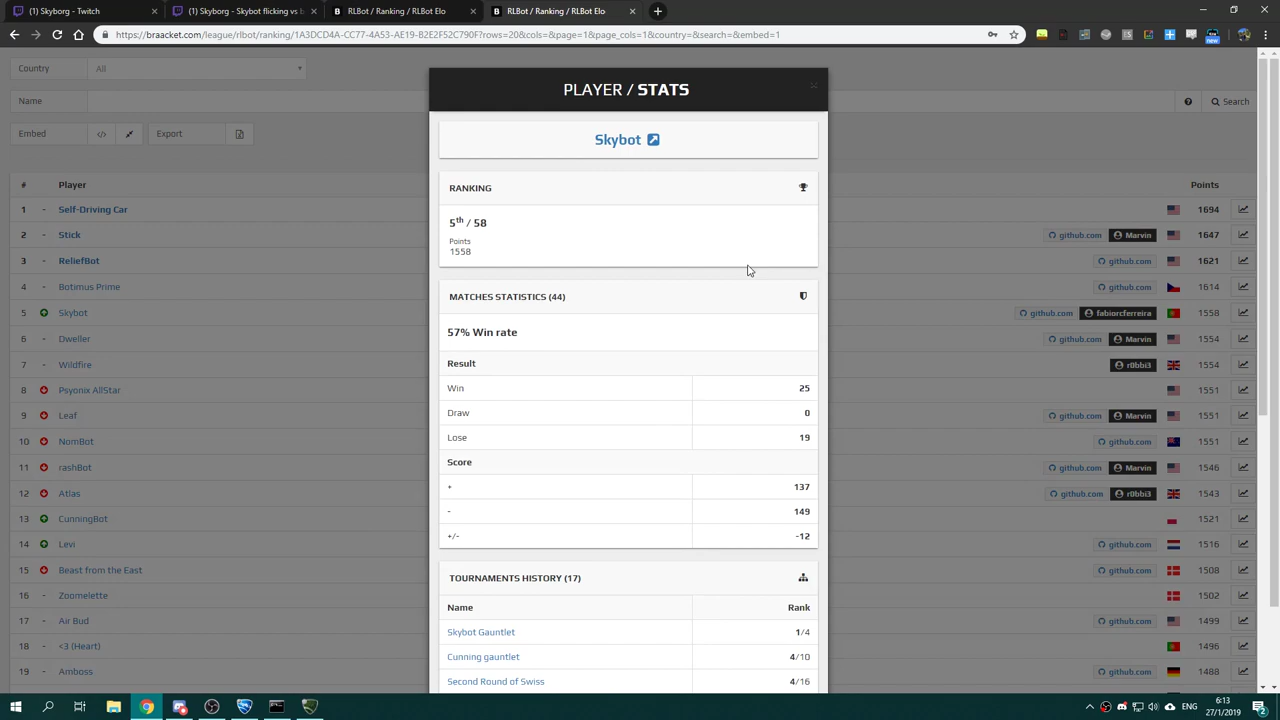 (1) Skyborg - Twitch
(1) Skyborg - Skybot flicking vs b
RLBot / Ranking / RLBot Elo
RLBot / Ranking / RLBot Elo
https://braacket.com/league/rlbot/ranking/1A3DCD4A-CC77-4A53-AE19-B2E2F52C790F?rows=20&cols=&page=1&page_cols=1&country=&search=&embed=1
Country All
Name Search
Embed Export
# Player Points
1 - Self-Driving Car 1694
2 - Stick github.com Marvin 1647
3 - ReliefBot github.com 1621
4 - Botimus Prime github.com 1614
5 Skybot github.com fabiorcferreira 1558
6 - Dweller github.com Marvin 1554
7 - Wildfire r0bbi3 1554
8 Psyonix AllStar 1551
9 Leaf github.com Marvin 1551
10 NomBot github.com 1551
11 rashBot github.com Marvin 1546
12 Atlas github.com r0bbi3 1543
13 CunningBot 1521
14 Levi github.com 1516
15 Beast from the East github.com 1508
16 - Zoomelette 1502
17 - Air Bud github.com 1499
18 - <3 (Heart) 1496
19 - Amboss github.com 1488
PLAYER / STATS
Skybot
RANKING
5th / 58
Points
1558
MATCHES STATISTICS (44)
57% Win rate
Result
Win 25
Draw 0
Lose 19
Score
+ 137
- 149
+/- -12
TOURNAMENTS HISTORY (17)
Name Rank
Skybot Gauntlet 1/4
Cunning gauntlet 4/10
Second Round of Swiss 4/16
ENG
6:13
27/1/2019
2